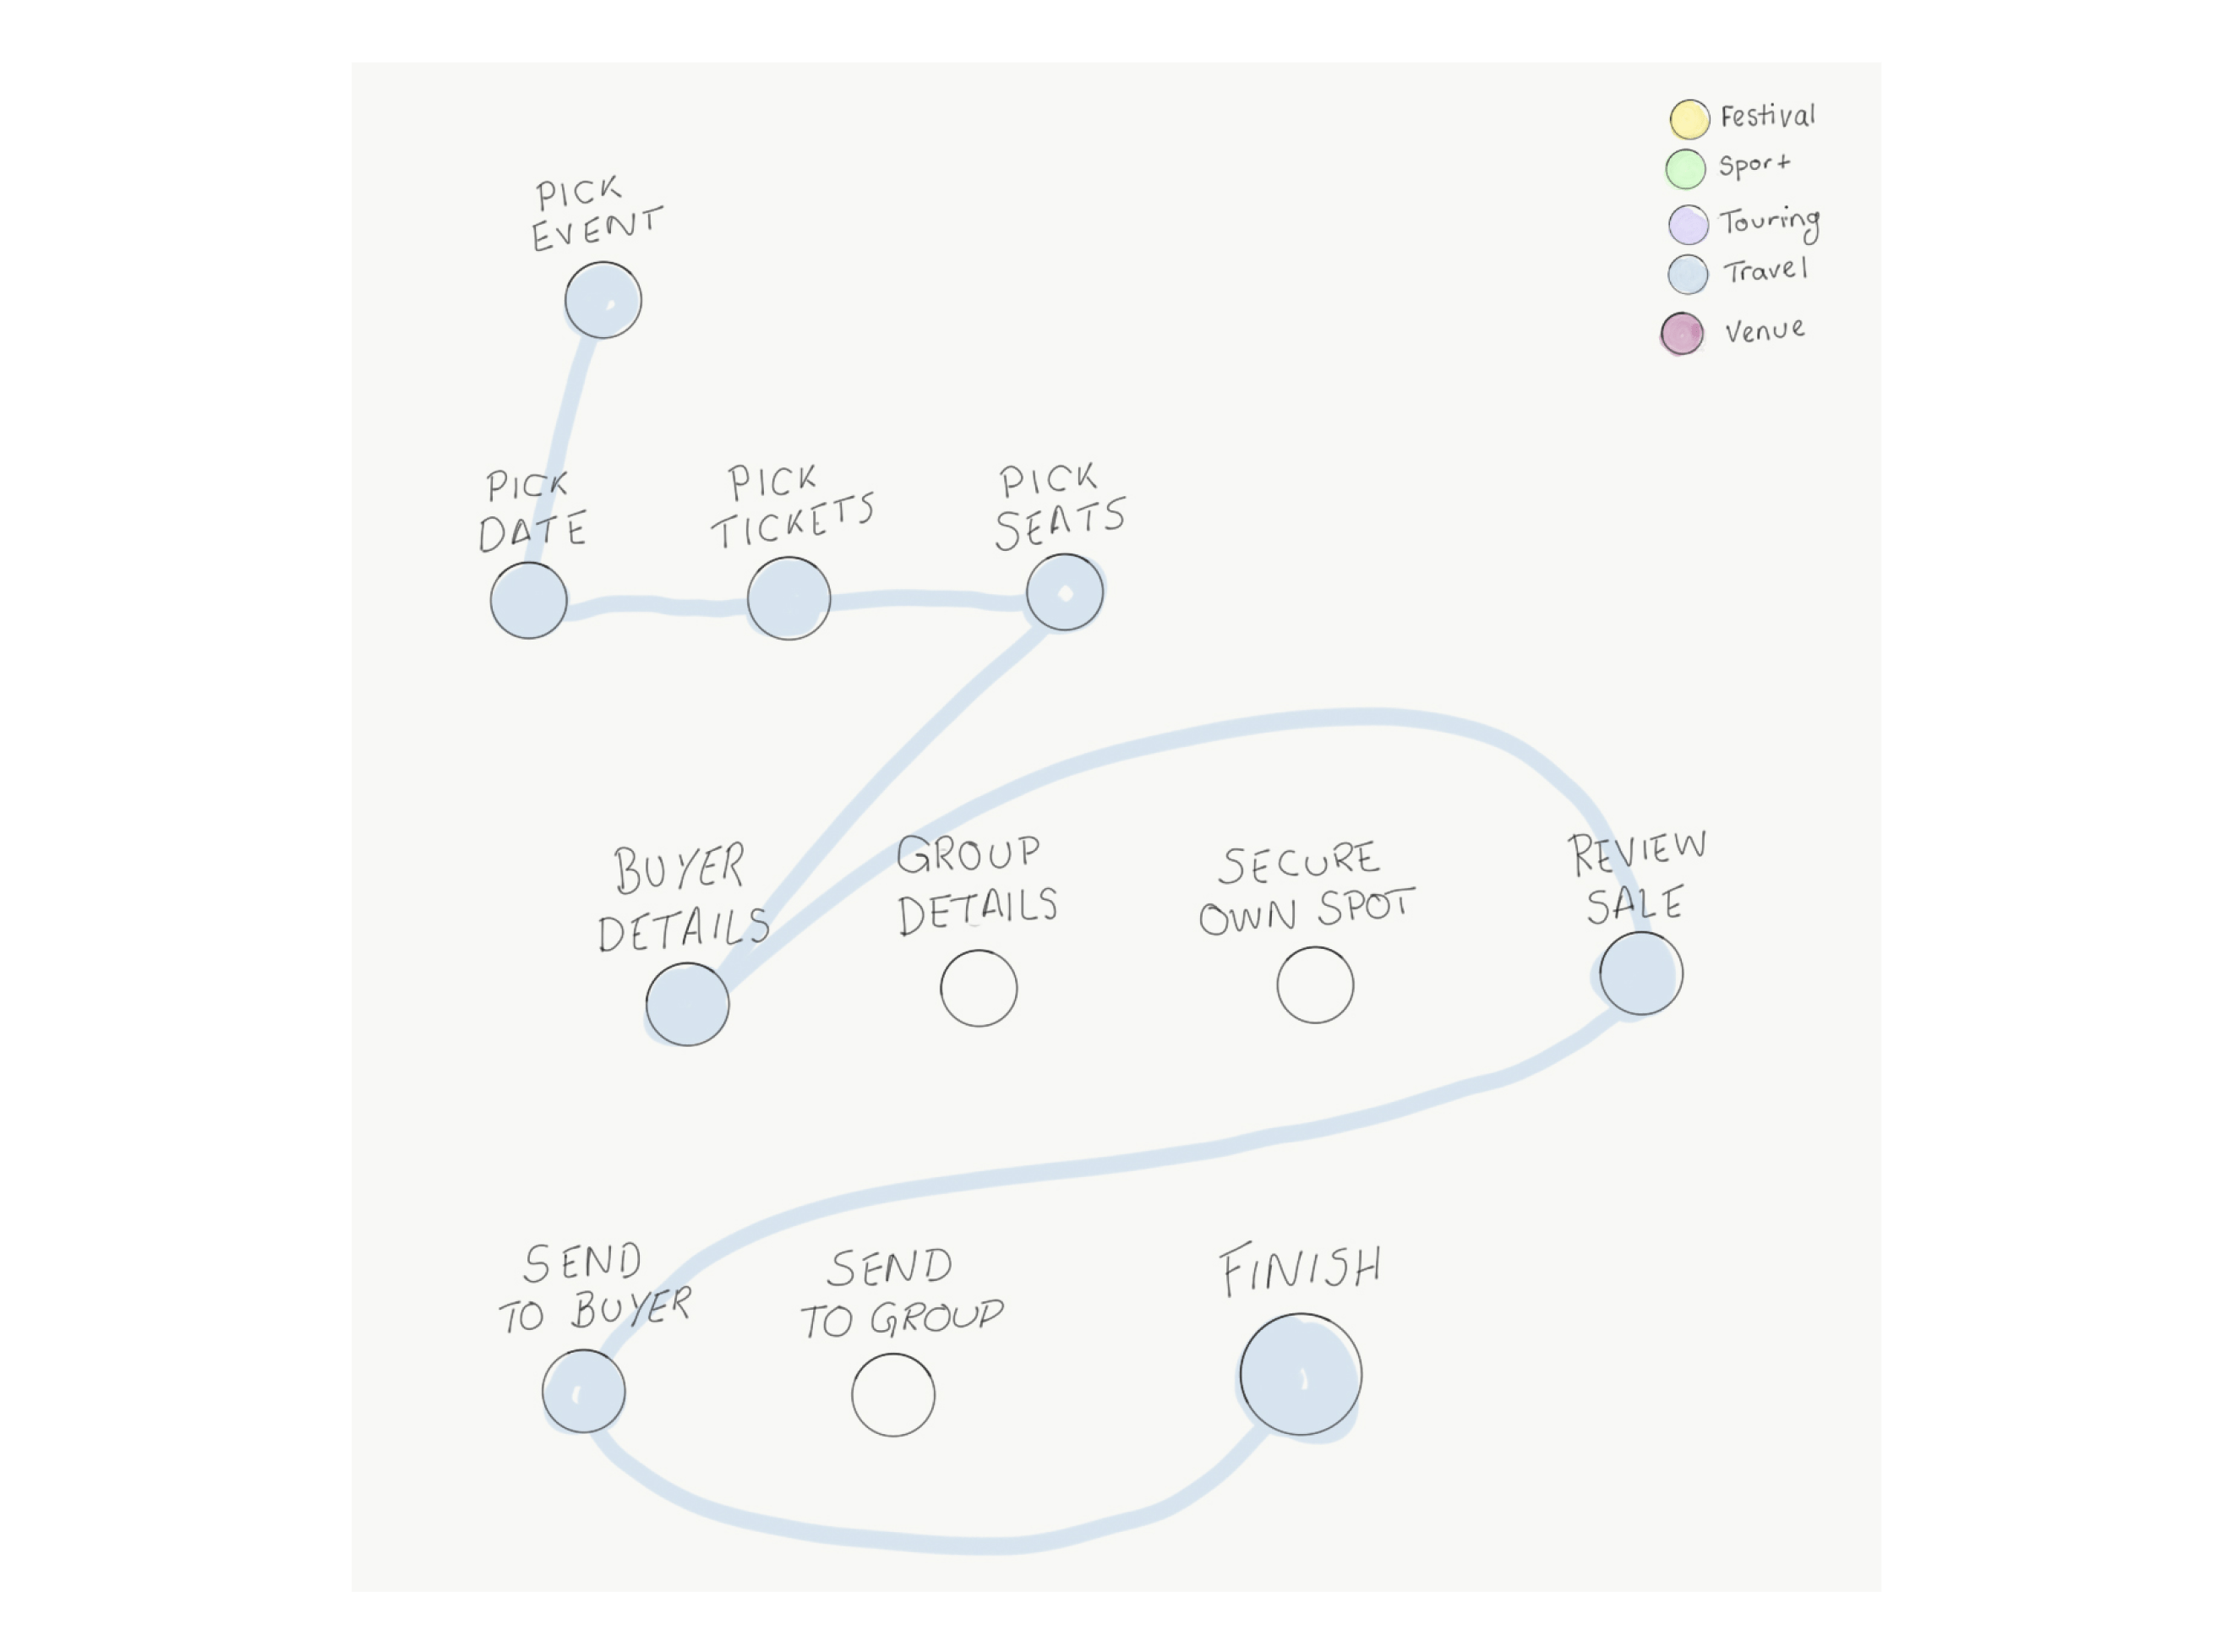 Festival
Sport
Touring
Travel
Venue
PICK
EVENT
PICK
DATE
PICK
TICKETS
PICK
SEATS
BUYER
DETAILS
GROUP
DETAILS
SECURE
OWN SPOT
REVIEW
SALE
SEND
TO BUYER
SEND
TO GROUP
FINISH